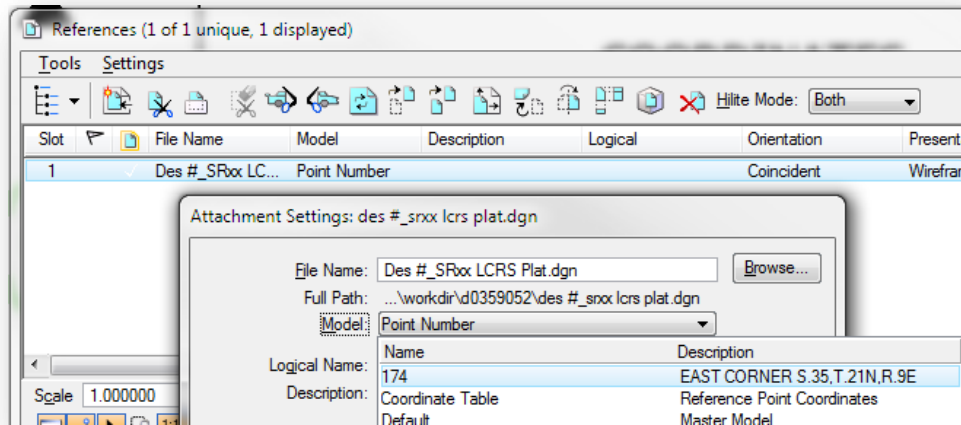 References (1 of 1 unique, 1 displayed)
Tools Settings
Hilite Mode: Both
Slot File Name Model Description Logical Orientation Present
1 Des #_SRxx LC... Point Number Coincident Wirefran
Attachment Settings: des #_srxx lcrs plat.dgn
File Name: Des #_SRxx LCRS Plat.dgn Browse...
Full Path: ...\workdir\d0359052\des #_srxx lcrs plat.dgn
Model: Point Number
Name Description
Logical Name: 174 EAST CORNER S.35,T.21N,R.9E
Scale 1.000000 Description: Coordinate Table Reference Point Coordinates
1:1 Default Master Model